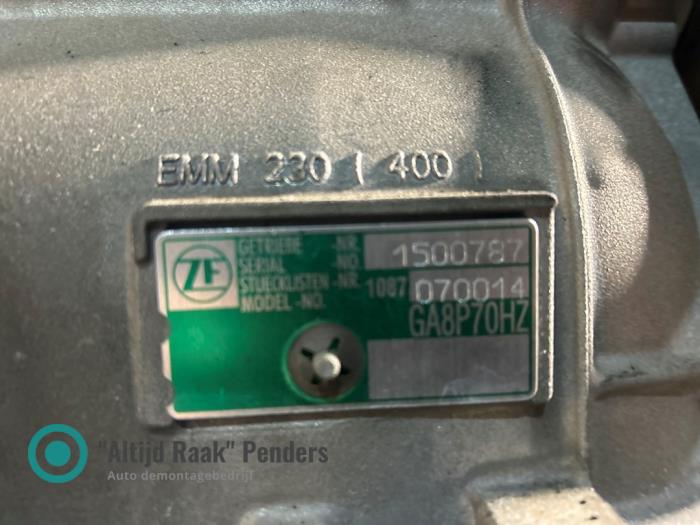 EMM 230 ( 400 )
ZF
GETRIEBE -NR. 1500787
SERIAL -NO.
STUECKLISTEN -NR. 1087 070014
MODEL -NO.
GA8P70HZ
"Altijd Raak" Penders
Auto demontagebedrijf